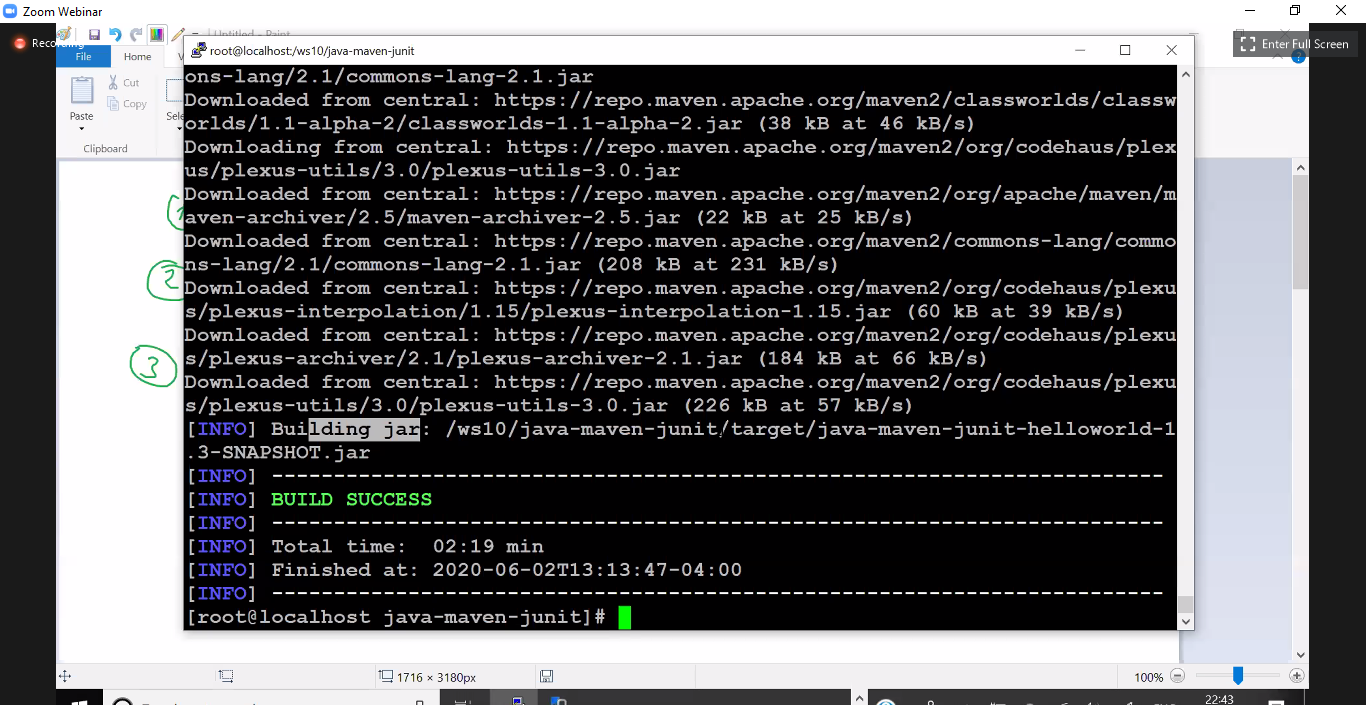 Zoom Webinar
Recording
Untitled - Paint
root@localhost:/ws10/java-maven-junit
Enter Full Screen
File
Home
Cut
Copy
Paste
Clipboard
ons-lang/2.1/commons-lang-2.1.jar
Downloaded from central: https://repo.maven.apache.org/maven2/classworlds/classw
orlds/1.1-alpha-2/classworlds-1.1-alpha-2.jar (38 kB at 46 kB/s)
Downloading from central: https://repo.maven.apache.org/maven2/org/codehaus/plex
us/plexus-utils/3.0/plexus-utils-3.0.jar
Downloaded from central: https://repo.maven.apache.org/maven2/org/apache/maven/m
aven-archiver/2.5/maven-archiver-2.5.jar (22 kB at 25 kB/s)
Downloaded from central: https://repo.maven.apache.org/maven2/commons-lang/commo
ns-lang/2.1/commons-lang-2.1.jar (208 kB at 231 kB/s)
Downloaded from central: https://repo.maven.apache.org/maven2/org/codehaus/plexu
s/plexus-interpolation/1.15/plexus-interpolation-1.15.jar (60 kB at 39 kB/s)
Downloaded from central: https://repo.maven.apache.org/maven2/org/codehaus/plexu
s/plexus-archiver/2.1/plexus-archiver-2.1.jar (184 kB at 66 kB/s)
Downloaded from central: https://repo.maven.apache.org/maven2/org/codehaus/plexu
s/plexus-utils/3.0/plexus-utils-3.0.jar (226 kB at 57 kB/s)
[INFO] Building jar: /ws10/java-maven-junit/target/java-maven-junit-helloworld-1
.3-SNAPSHOT.jar
[INFO] ------------------------------------------------------------------------
[INFO] BUILD SUCCESS
[INFO] ------------------------------------------------------------------------
[INFO] Total time:  02:19 min
[INFO] Finished at: 2020-06-02T13:13:47-04:00
[INFO] ------------------------------------------------------------------------
[root@localhost java-maven-junit]#
2
3
1716 × 3180px
100%
22:43